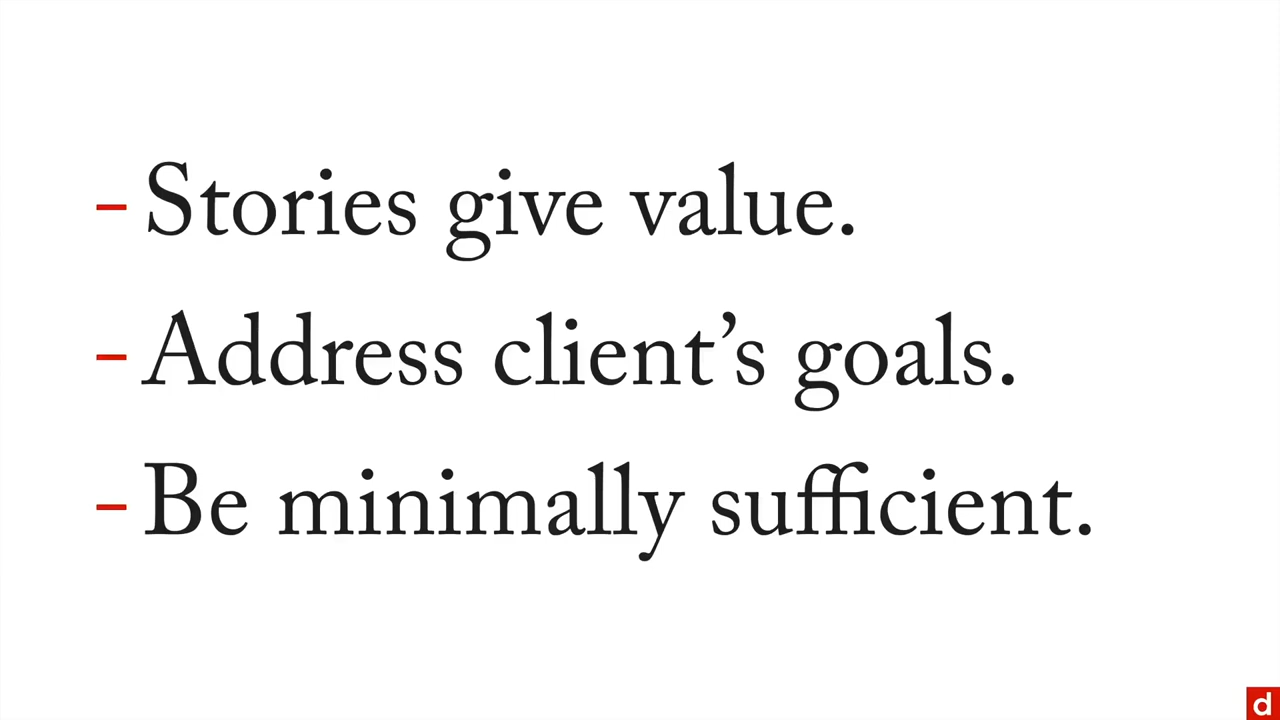 – Stories give value.
– Address client’s goals.
– Be minimally sufficient.
d